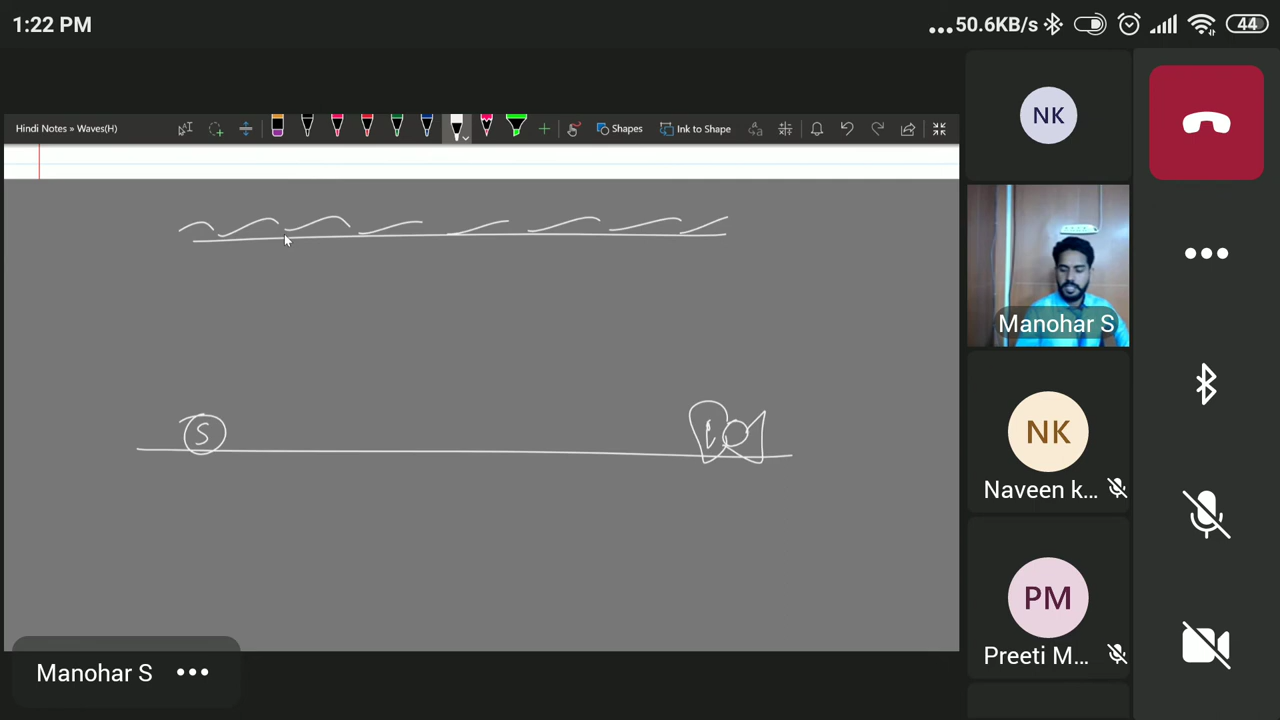 1:22 PM
...50.6KB/s 44
Hindi Notes » Waves(H)
Shapes
Ink to Shape
NK
Manohar S
NK
Naveen k...
PM
Preeti M...
S
Manohar S